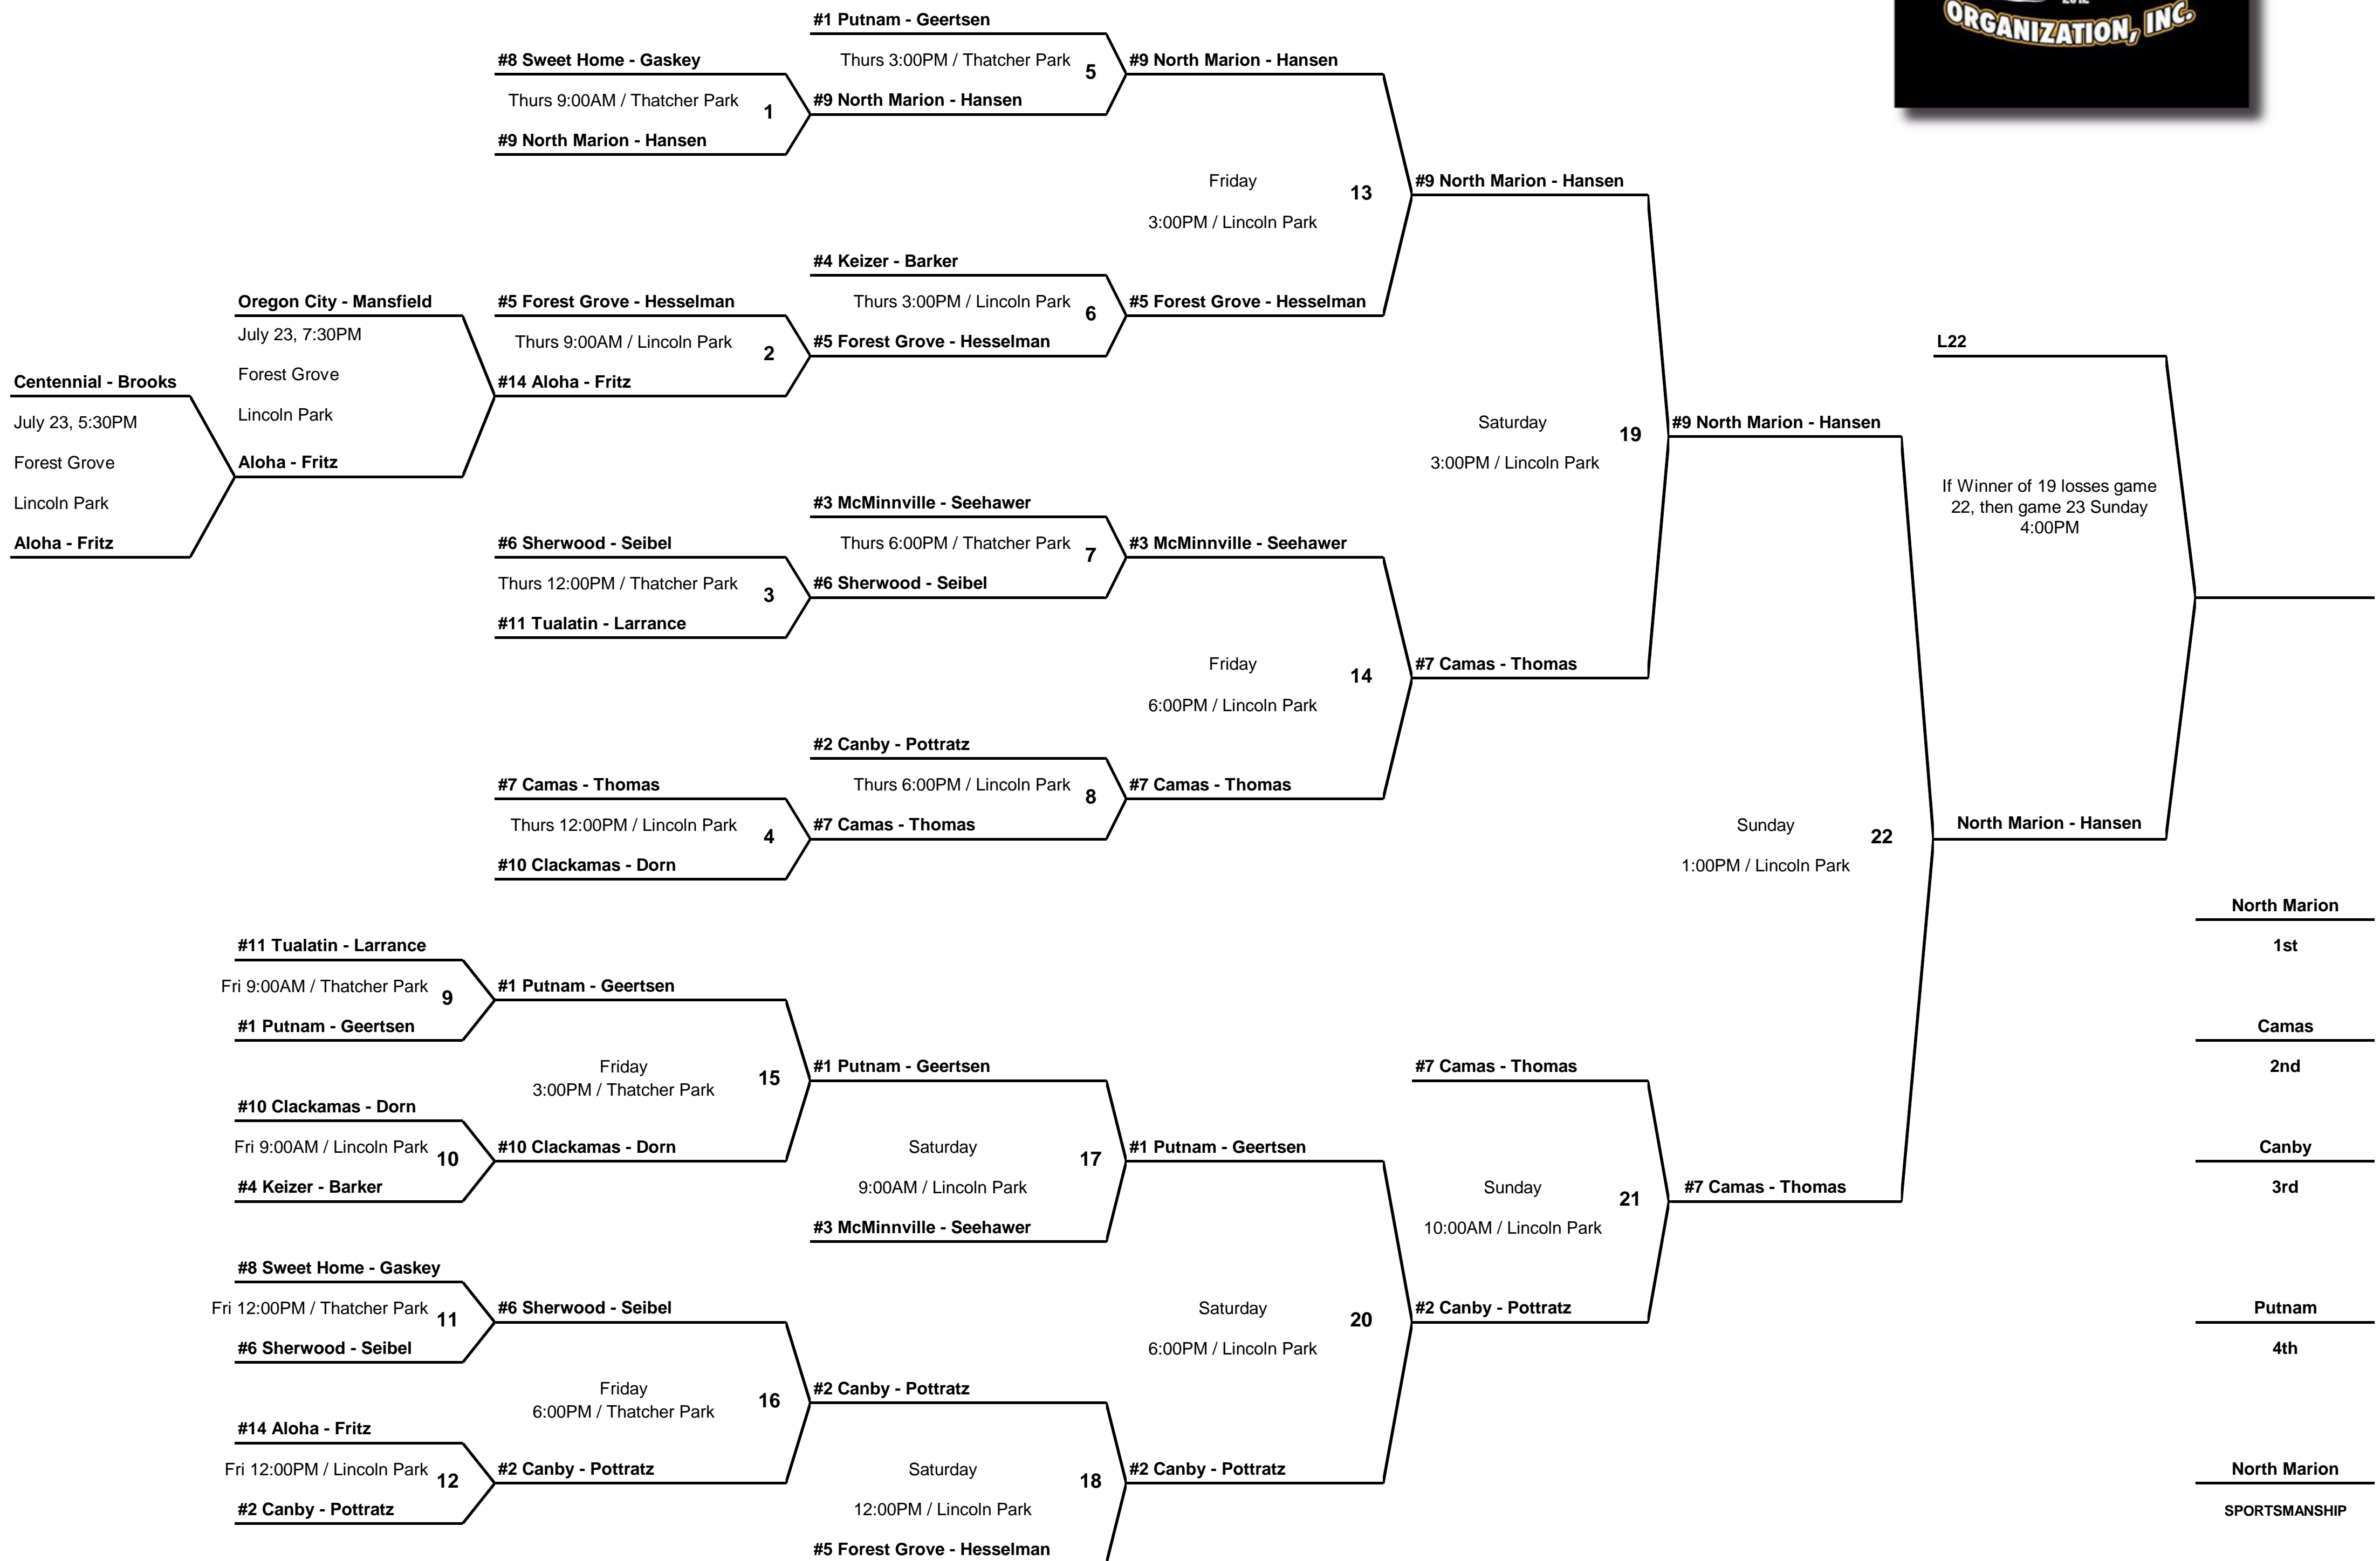 2012
ORGANIZATION, INC.
#1 Putnam - Geertsen
#8 Sweet Home - Gaskey
Thurs 3:00PM / Thatcher Park
5
#9 North Marion - Hansen
Thurs 9:00AM / Thatcher Park
1
#9 North Marion - Hansen
#9 North Marion - Hansen
Friday
13
#9 North Marion - Hansen
3:00PM / Lincoln Park
#4 Keizer - Barker
Oregon City - Mansfield
#5 Forest Grove - Hesselman
Thurs 3:00PM / Lincoln Park
6
#5 Forest Grove - Hesselman
July 23, 7:30PM
Thurs 9:00AM / Lincoln Park
2
#5 Forest Grove - Hesselman
L22
Centennial - Brooks
Forest Grove
#14 Aloha - Fritz
July 23, 5:30PM
Lincoln Park
Saturday
19
#9 North Marion - Hansen
Forest Grove
Aloha - Fritz
3:00PM / Lincoln Park
If Winner of 19 losses game
22, then game 23 Sunday
4:00PM
Lincoln Park
#3 McMinnville - Seehawer
Aloha - Fritz
#6 Sherwood - Seibel
Thurs 6:00PM / Thatcher Park
7
#3 McMinnville - Seehawer
Thurs 12:00PM / Thatcher Park
3
#6 Sherwood - Seibel
#11 Tualatin - Larrance
Friday
14
#7 Camas - Thomas
6:00PM / Lincoln Park
#2 Canby - Pottratz
#7 Camas - Thomas
Thurs 6:00PM / Lincoln Park
8
#7 Camas - Thomas
Thurs 12:00PM / Lincoln Park
4
#7 Camas - Thomas
Sunday
22
North Marion - Hansen
#10 Clackamas - Dorn
1:00PM / Lincoln Park
North Marion
1st
#11 Tualatin - Larrance
Fri 9:00AM / Thatcher Park
9
#1 Putnam - Geertsen
#1 Putnam - Geertsen
Camas
2nd
Friday
3:00PM / Thatcher Park
15
#1 Putnam - Geertsen
#7 Camas - Thomas
#10 Clackamas - Dorn
Fri 9:00AM / Lincoln Park
10
#10 Clackamas - Dorn
Saturday
17
#1 Putnam - Geertsen
Canby
3rd
#4 Keizer - Barker
9:00AM / Lincoln Park
Sunday
21
#7 Camas - Thomas
#3 McMinnville - Seehawer
10:00AM / Lincoln Park
#8 Sweet Home - Gaskey
Fri 12:00PM / Thatcher Park
11
#6 Sherwood - Seibel
Saturday
20
#2 Canby - Pottratz
Putnam
4th
#6 Sherwood - Seibel
6:00PM / Lincoln Park
Friday
6:00PM / Thatcher Park
16
#2 Canby - Pottratz
#14 Aloha - Fritz
Fri 12:00PM / Lincoln Park
12
#2 Canby - Pottratz
Saturday
18
#2 Canby - Pottratz
North Marion
#2 Canby - Pottratz
12:00PM / Lincoln Park
SPORTSMANSHIP
#5 Forest Grove - Hesselman